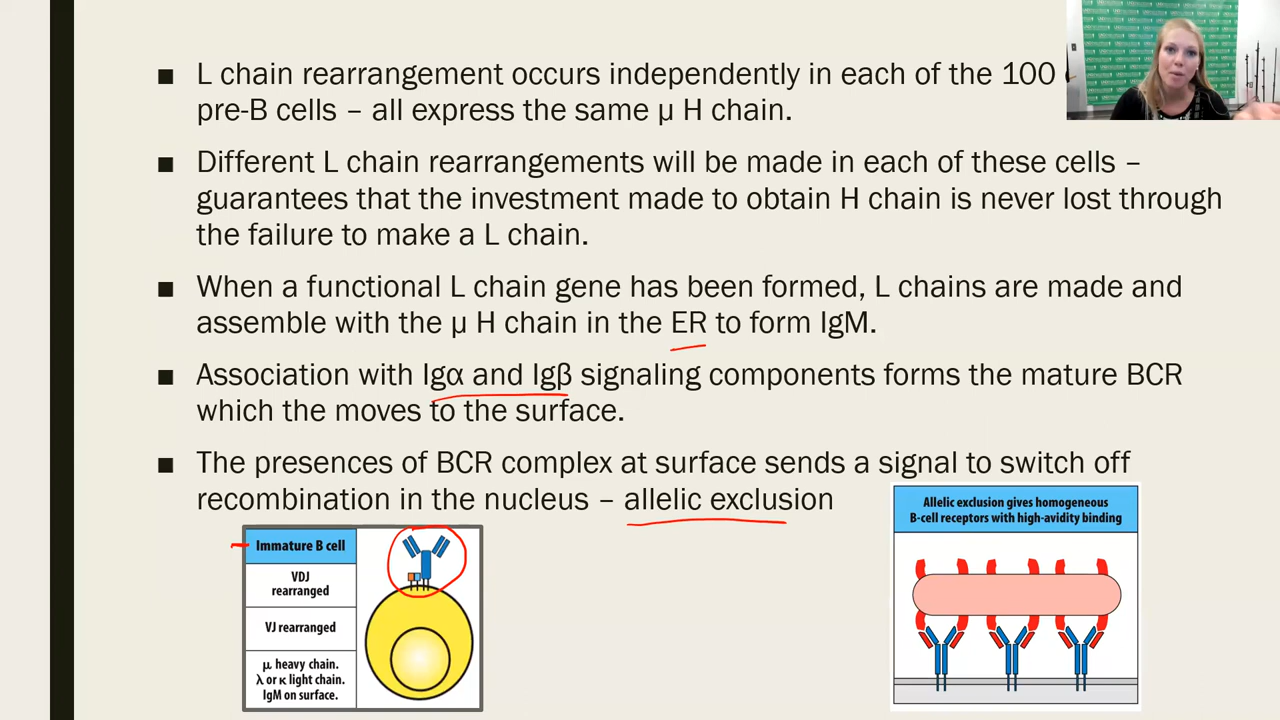 ■ L chain rearrangement occurs independently in each of the 100
pre-B cells – all express the same μ H chain.
■ Different L chain rearrangements will be made in each of these cells –
guarantees that the investment made to obtain H chain is never lost through
the failure to make a L chain.
■ When a functional L chain gene has been formed, L chains are made and
assemble with the μ H chain in the ER to form IgM.
■ Association with Igα and Igβ signaling components forms the mature BCR
which the moves to the surface.
■ The presences of BCR complex at surface sends a signal to switch off
recombination in the nucleus – allelic exclusion
Immature B cell
VDJ
rearranged
VJ rearranged
μ heavy chain.
λ or κ light chain.
IgM on surface.
Allelic exclusion gives homogeneous
B-cell receptors with high-avidity binding